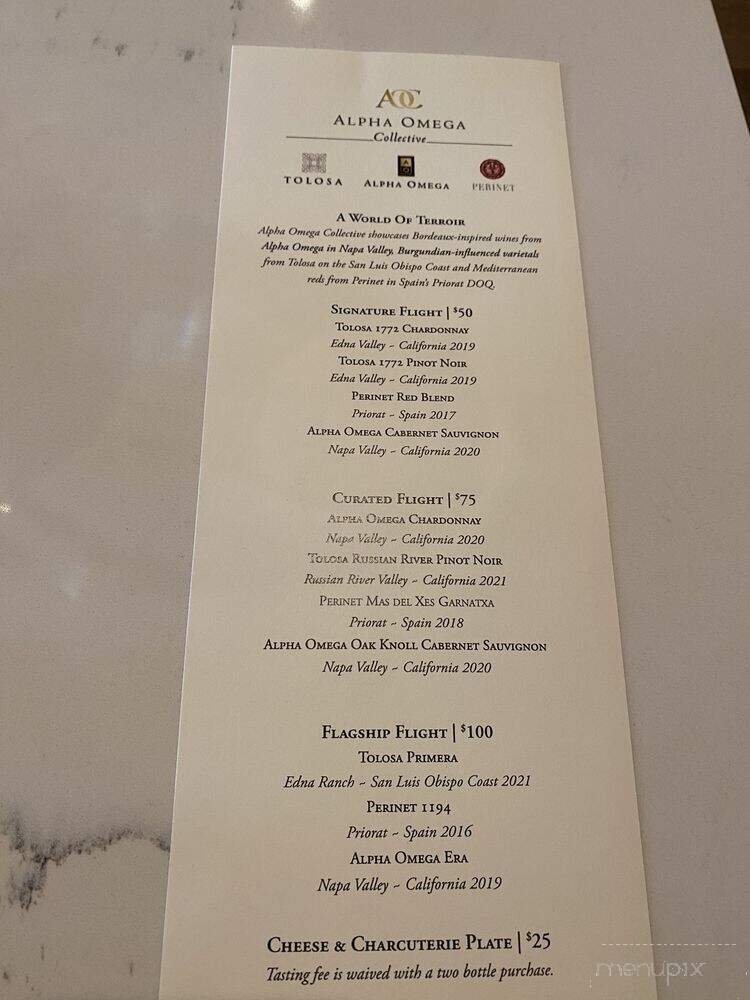 AOC
ALPHA OMEGA
Collective
TOLOSA ALPHA OMEGA PERINET
A WORLD OF TERROIR
Alpha Omega Collective showcases Bordeaux-inspired wines from
Alpha Omega in Napa Valley, Burgundian-influenced varietals
from Tolosa on the San Luis Obispo Coast and Mediterranean
reds from Perinet in Spain's Priorat DOQ.
SIGNATURE FLIGHT | $50
TOLOSA 1772 CHARDONNAY
Edna Valley ~ California 2019
TOLOSA 1772 PINOT NOIR
Edna Valley ~ California 2019
PERINET RED BLEND
Priorat ~ Spain 2017
ALPHA OMEGA CABERNET SAUVIGNON
Napa Valley ~ California 2020
CURATED FLIGHT | $75
ALPHA OMEGA CHARDONNAY
Napa Valley ~ California 2020
TOLOSA RUSSIAN RIVER PINOT NOIR
Russian River Valley ~ California 2021
PERINET MAS DEL XES GARNATXA
Priorat ~ Spain 2018
ALPHA OMEGA OAK KNOLL CABERNET SAUVIGNON
Napa Valley ~ California 2020
FLAGSHIP FLIGHT | $100
TOLOSA PRIMERA
Edna Ranch ~ San Luis Obispo Coast 2021
PERINET 1194
Priorat ~ Spain 2016
ALPHA OMEGA ERA
Napa Valley ~ California 2019
CHEESE & CHARCUTERIE PLATE | $25
Tasting fee is waived with a two bottle purchase.
menupix